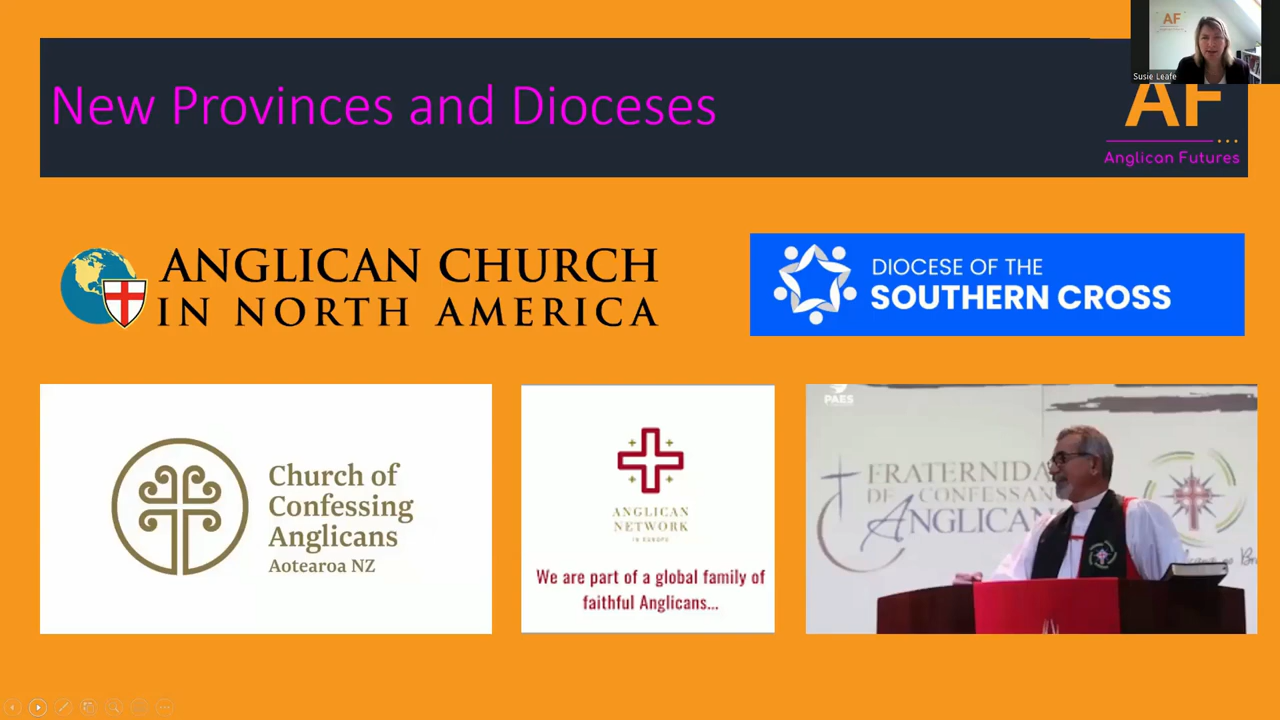 AF
Susie Leafe
New Provinces and Dioceses
AF
Anglican Futures
ANGLICAN CHURCH
IN NORTH AMERICA
DIOCESE OF THE
SOUTHERN CROSS
Church of
Confessing
Anglicans
Aotearoa NZ
ANGLICAN
NETWORK
IN EUROPE
We are part of a global family of
faithful Anglicans...
PAES
FRATERNIDA
DE CONFESSAN
ANGLICAN